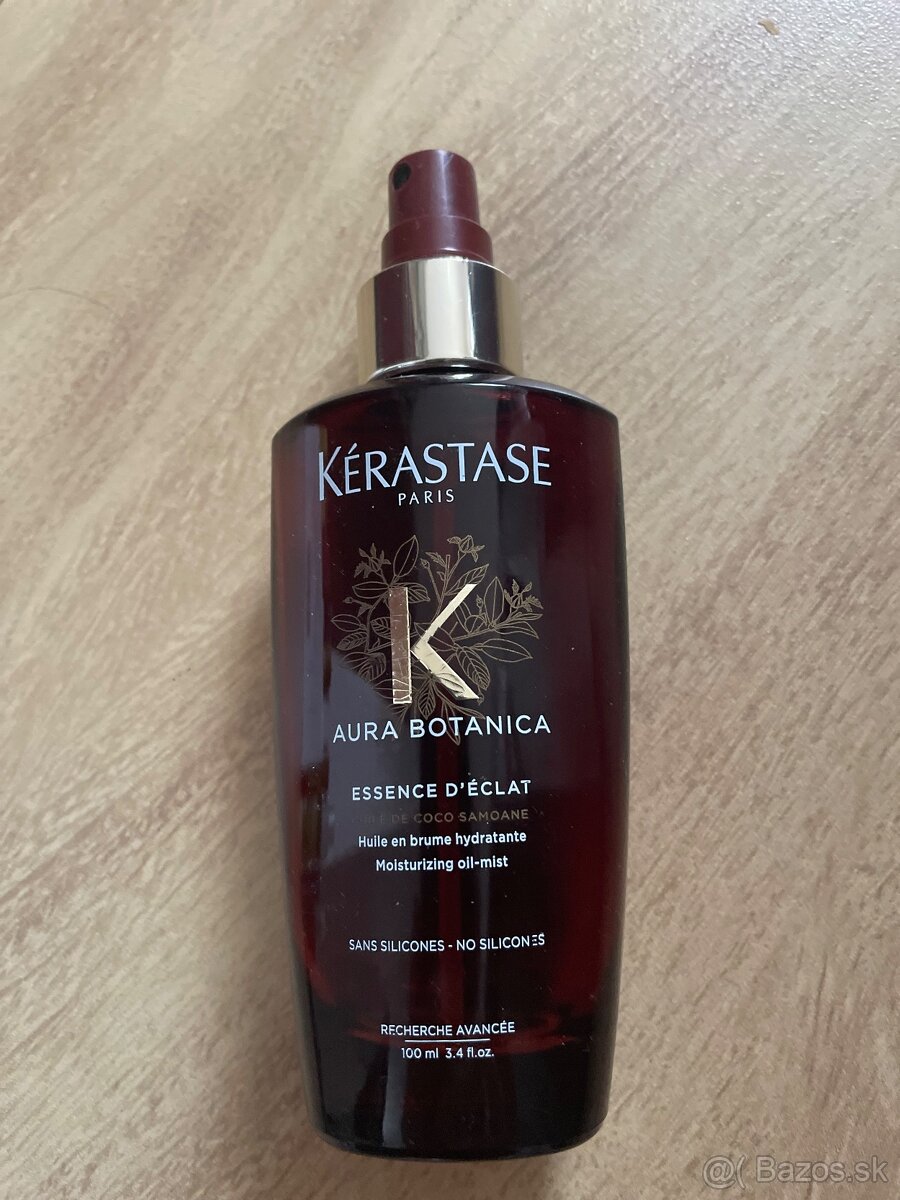 KÉRASTASE
PARIS
K
AURA BOTANICA
ESSENCE D'ÉCLAT
DE COCO SAMOANE
Huile en brume hydratante
Moisturizing oil-mist
SANS SILICONES - NO SILICONES
RECHERCHE AVANCÉE
100 ml 3.4 fl.oz.
@( Bazos.sk